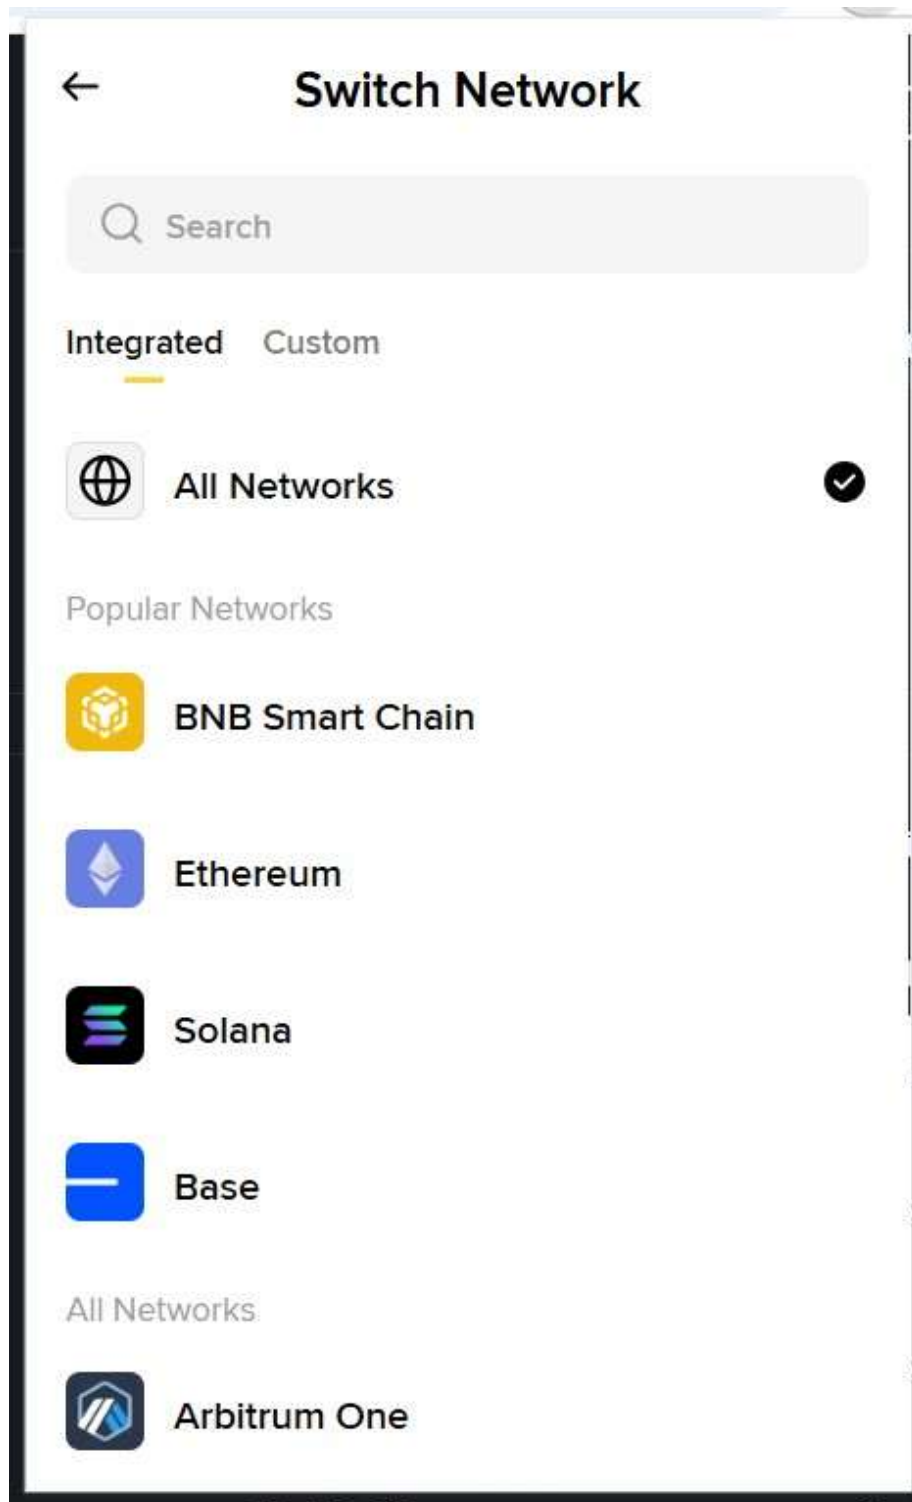 Switch Network
Search
Integrated Custom
All Networks
Popular Networks
BNB Smart Chain
Ethereum
Solana
Base
All Networks
Arbitrum One